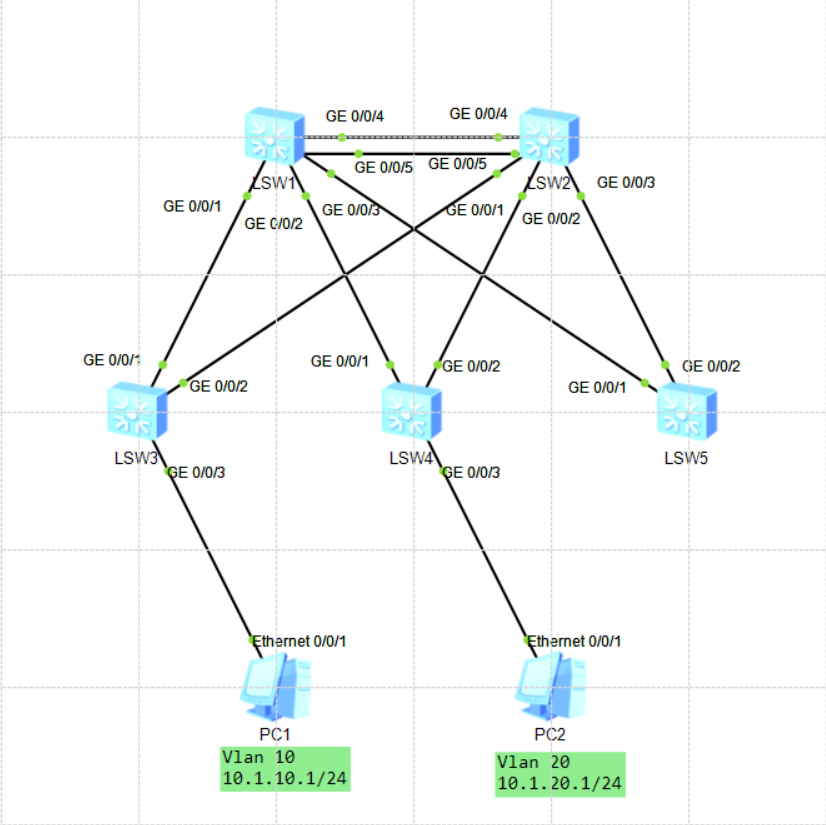 GE 0/0/4
GE 0/0/4
GE 0/0/5
GE 0/0/5
LSW1
LSW2
GE 0/0/1
GE 0/0/2
GE 0/0/3
GE 0/0/1
GE 0/0/2
GE 0/0/3
GE 0/0/1
GE 0/0/2
GE 0/0/1
GE 0/0/2
GE 0/0/1
GE 0/0/2
LSW3
LSW4
LSW5
GE 0/0/3
GE 0/0/3
Ethernet 0/0/1
Ethernet 0/0/1
PC1
PC2
Vlan 10
10.1.10.1/24
Vlan 20
10.1.20.1/24